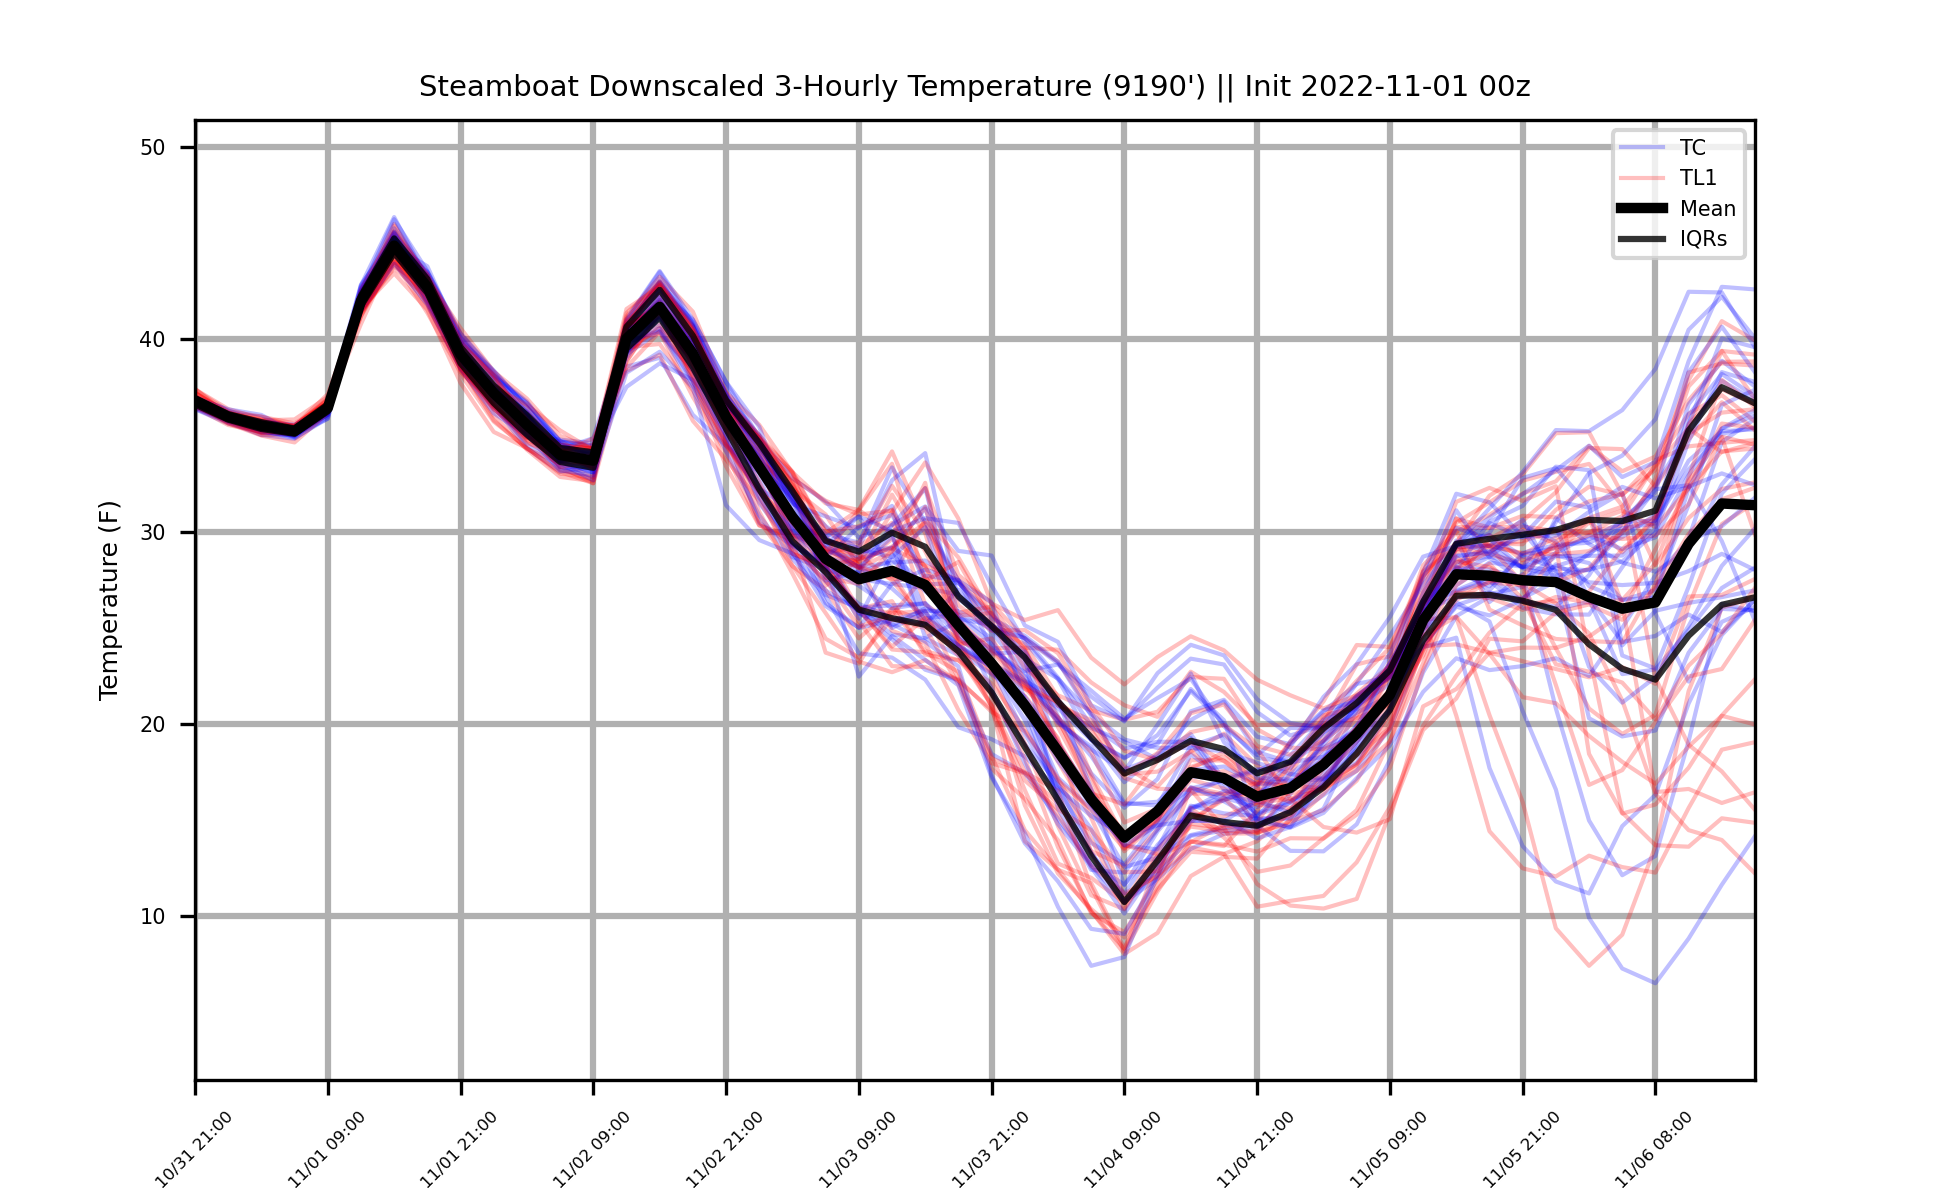 Steamboat Downscaled 3-Hourly Temperature (9190') || Init 2022-11-01 00z
TC
TL1
Mean
IQRs
Temperature (F)
50
40
30
20
10
10/31 21:00
11/01 09:00
11/01 21:00
11/02 09:00
11/02 21:00
11/03 09:00
11/03 21:00
11/04 09:00
11/04 21:00
11/05 09:00
11/05 21:00
11/06 08:00